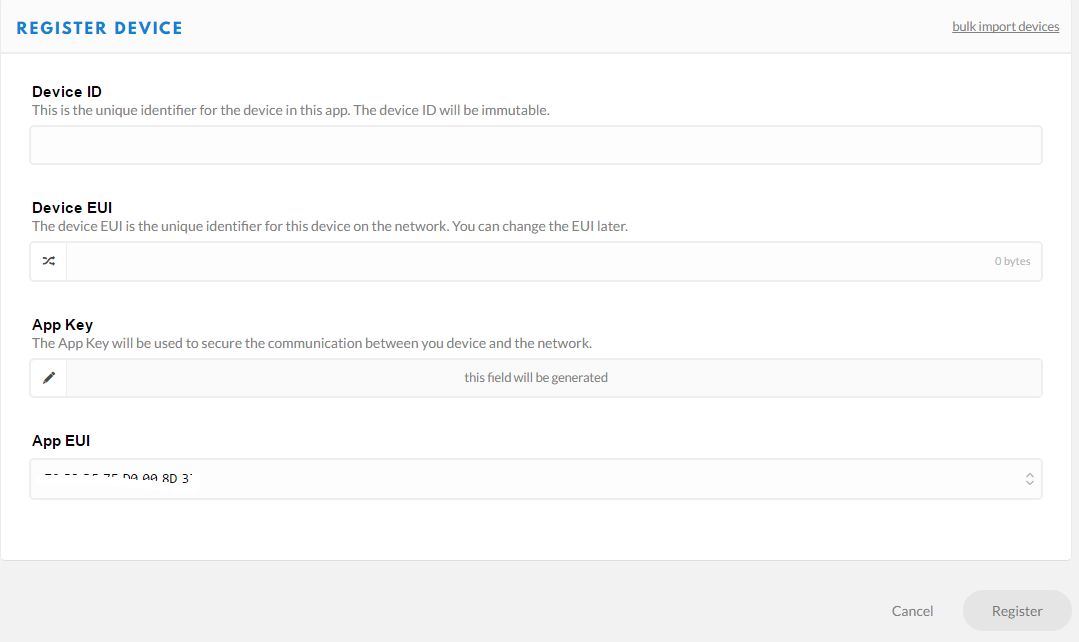 REGISTER DEVICE
bulk import devices
Device ID
This is the unique identifier for the device in this app. The device ID will be immutable.
Device EUI
The device EUI is the unique identifier for this device on the network. You can change the EUI later.
0 bytes
App Key
The App Key will be used to secure the communication between you device and the network.
this field will be generated
App EUI
D0 00 8D
Cancel
Register